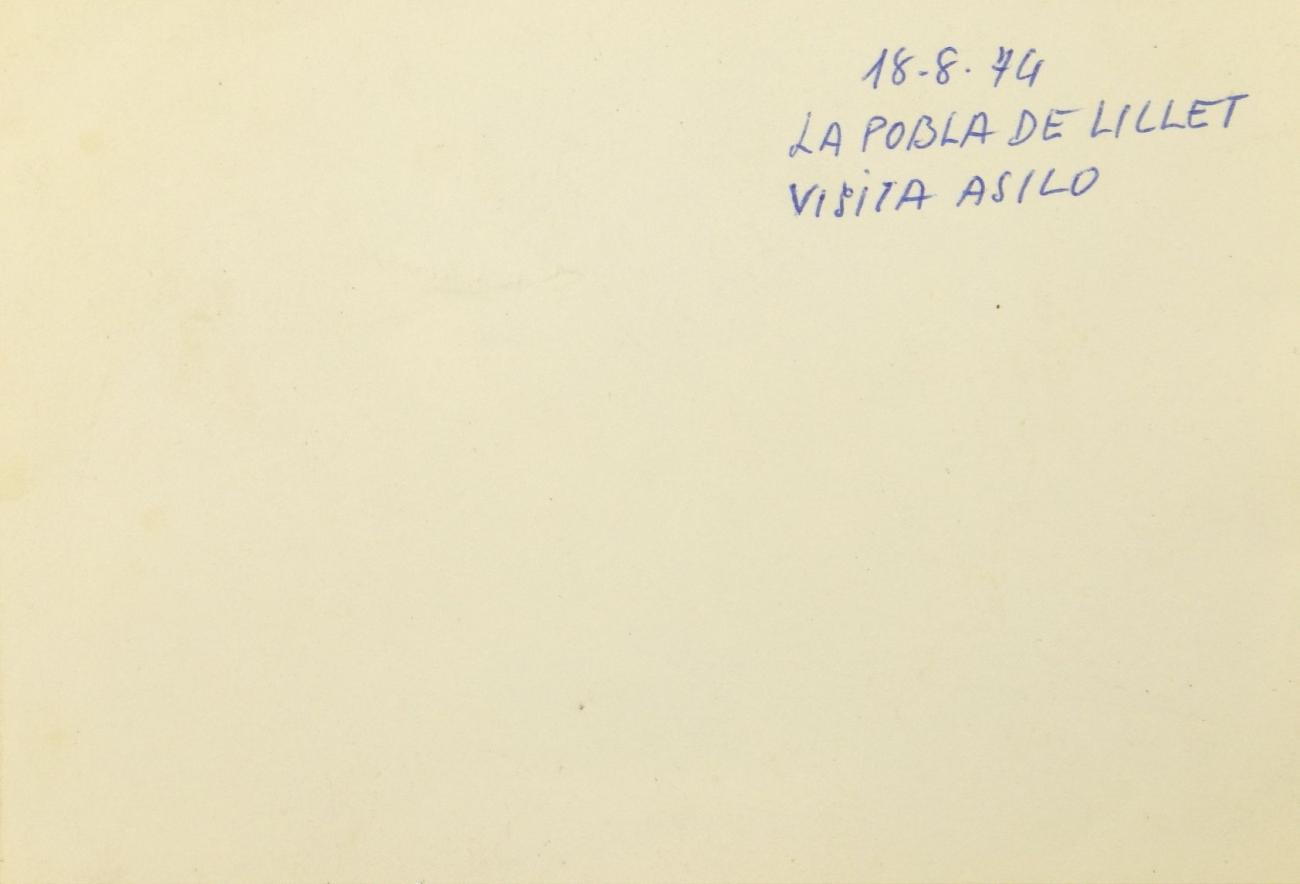 18-8.74
LA POBLA DE LILLET
VISITA ASILO